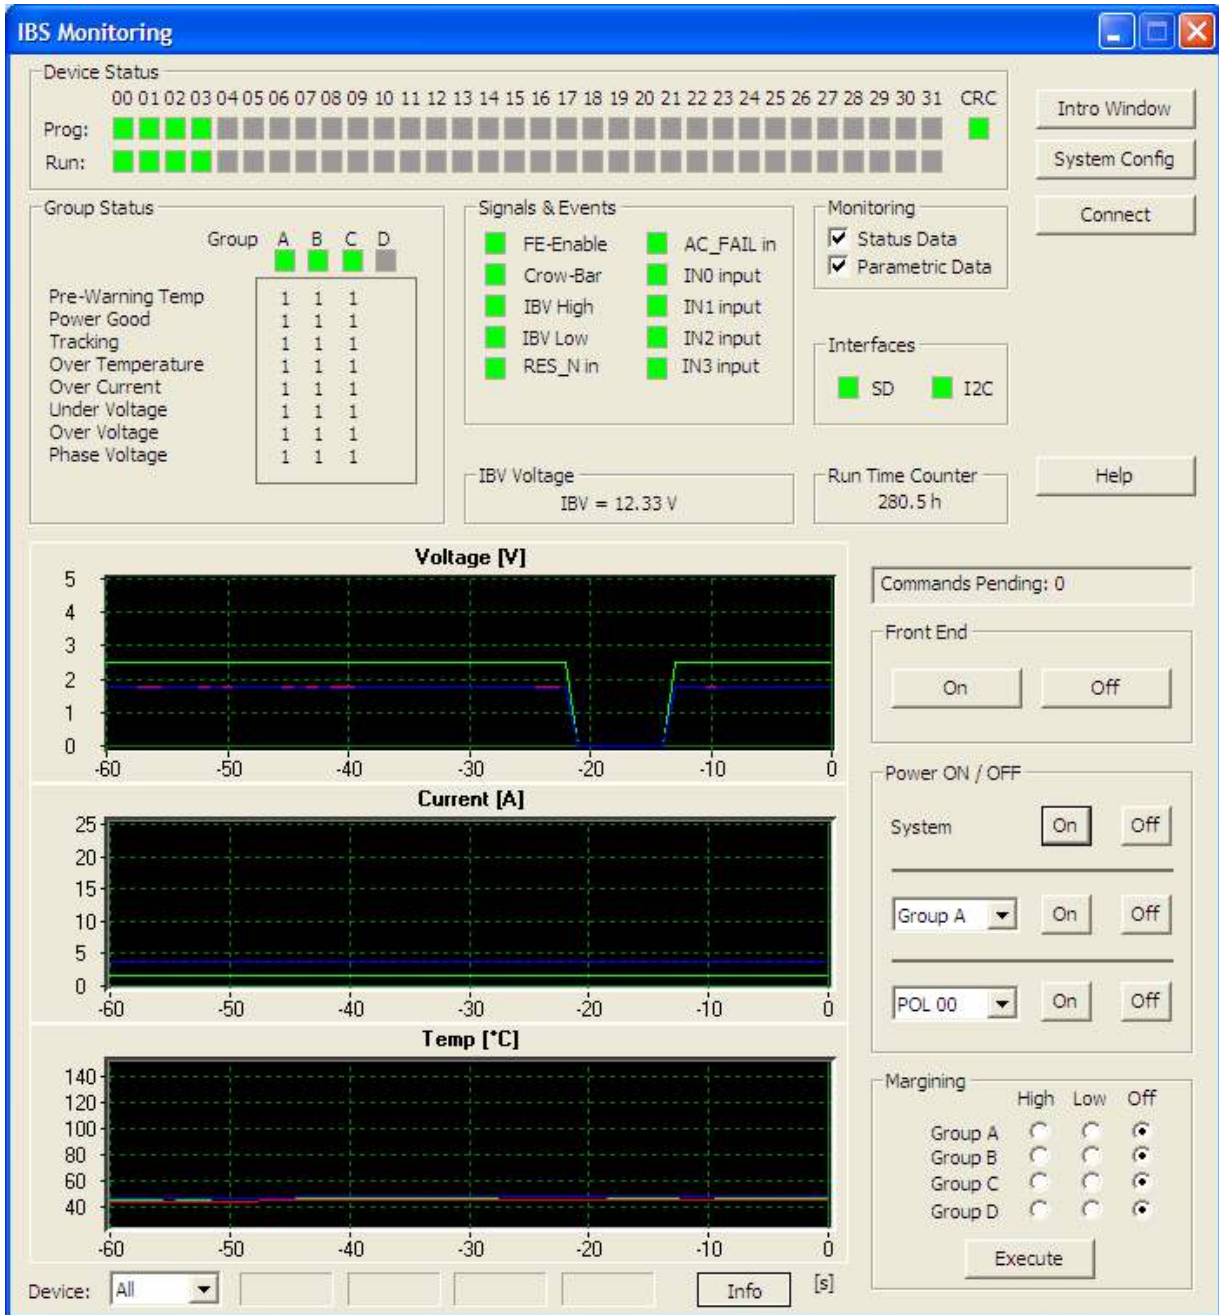 IBS Monitoring
Device Status
00 01 02 03 04 05 06 07 08 09 10 11 12 13 14 15 16 17 18 19 20 21 22 23 24 25 26 27 28 29 30 31 CRC
Prog:
Run:
Intro Window
System Config
Connect
Group Status
Group A B C D
Pre-Warning Temp 1 1 1
Power Good 1 1 1
Tracking 1 1 1
Over Temperature 1 1 1
Over Current 1 1 1
Under Voltage 1 1 1
Over Voltage 1 1 1
Phase Voltage 1 1 1
Signals & Events
FE-Enable AC_FAIL in
Crow-Bar IN0 input
IBV High IN1 input
IBV Low IN2 input
RES_N in IN3 input
Monitoring
Status Data
Parametric Data
Interfaces
SD I2C
IBV Voltage
IBV = 12.33 V
Run Time Counter
280.5 h
Help
Voltage [V]
5
4
3
2
1
0
-60 -50 -40 -30 -20 -10 0
Current [A]
25
20
15
10
5
0
-60 -50 -40 -30 -20 -10 0
Temp [°C]
140
120
100
80
60
40
-60 -50 -40 -30 -20 -10 0
Device: All Info [s]
Commands Pending: 0
Front End
On Off
Power ON / OFF
System On Off
Group A On Off
POL 00 On Off
Margining
High Low Off
Group A
Group B
Group C
Group D
Execute